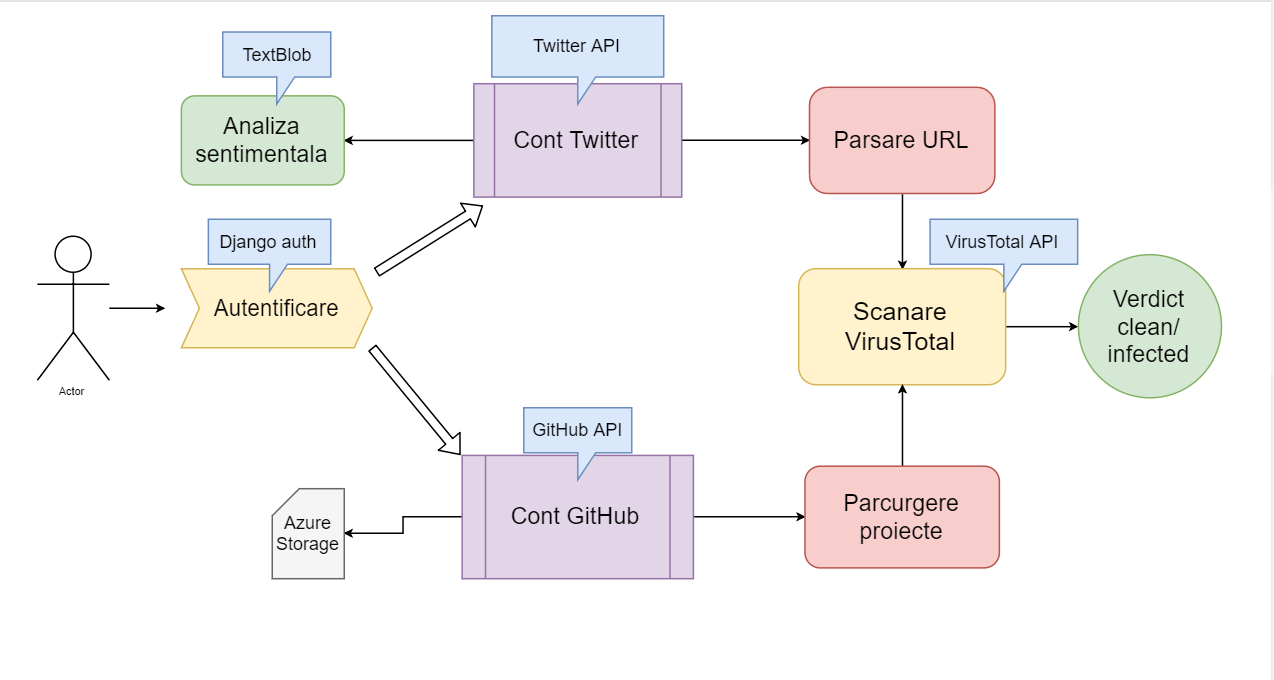 Twitter API
TextBlob
Analiza
sentimentala
Cont Twitter
Parsare URL
Django auth
VirusTotal API
Autentificare
Scanare
VirusTotal
Verdict
clean/
infected
Actor
GitHub API
Azure
Storage
Cont GitHub
Parcurgere
proiecte